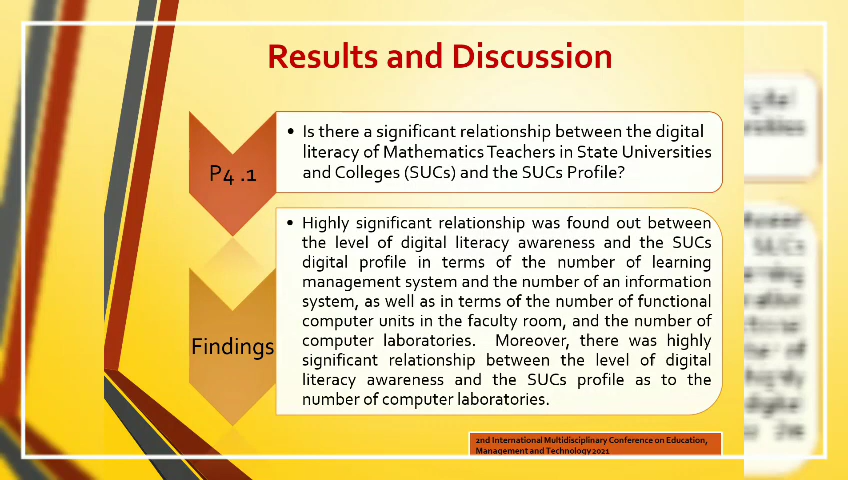 Results and Discussion
P4 .1
• Is there a significant relationship between the digital
literacy of Mathematics Teachers in State Universities
and Colleges (SUCs) and the SUCs Profile?
Findings
• Highly significant relationship was found out between
the level of digital literacy awareness and the SUCs
digital profile in terms of the number of learning
management system and the number of an information
system, as well as in terms of the number of functional
computer units in the faculty room, and the number of
computer laboratories. Moreover, there was highly
significant relationship between the level of digital
literacy awareness and the SUCs profile as to the
number of computer laboratories.
2nd International Multidisciplinary Conference on Education,
Management and Technology 2021